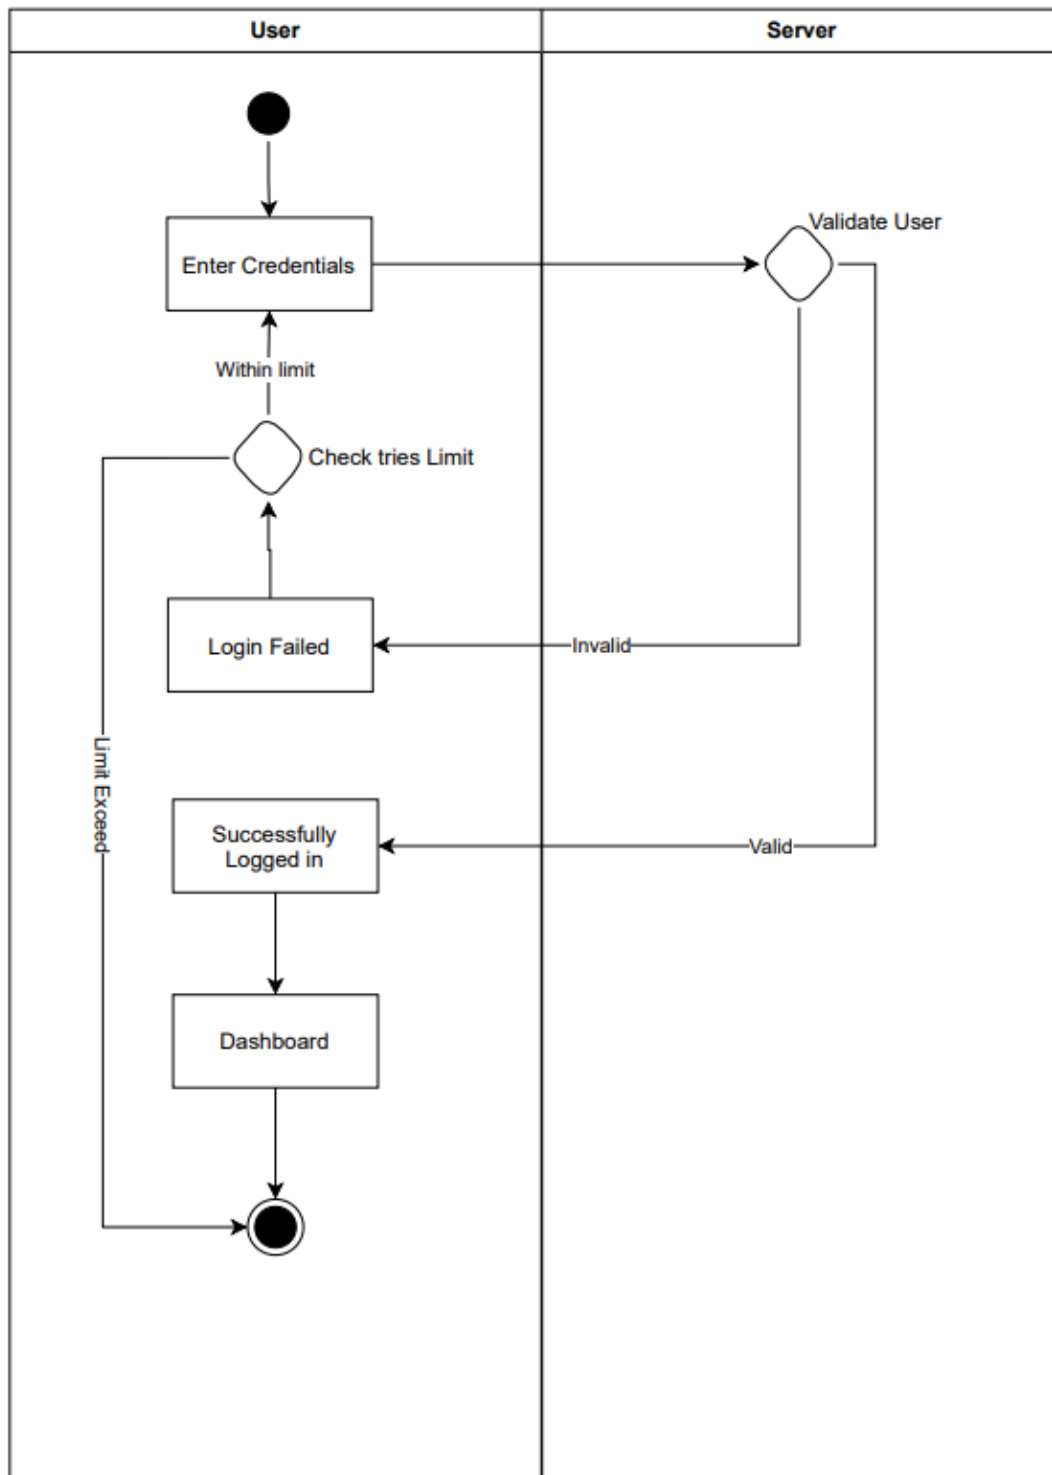 User
Server
Validate User
Enter Credentials
Within limit
Check tries Limit
Login Failed
Invalid
Limit Exceed
Successfully
Logged in
Valid
Dashboard